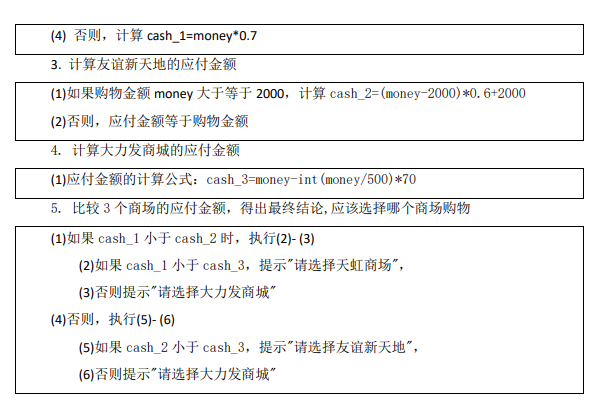 (4) 否则，计算 cash_1=money*0.7
3. 计算友谊新天地的应付金额
(1)如果购物金额 money 大于等于 2000，计算 cash_2=(money-2000)*0.6+2000
(2)否则，应付金额等于购物金额
4. 计算大力发商城的应付金额
(1)应付金额的计算公式：cash_3=money-int(money/500)*70
5. 比较 3 个商场的应付金额，得出最终结论,应该选择哪个商场购物
(1)如果 cash_1 小于 cash_2 时，执行(2)- (3)
(2)如果 cash_1 小于 cash_3，提示"请选择天虹商场"，
(3)否则提示"请选择大力发商城"
(4)否则，执行(5)- (6)
(5)如果 cash_2 小于 cash_3，提示"请选择友谊新天地"，
(6)否则提示"请选择大力发商城"